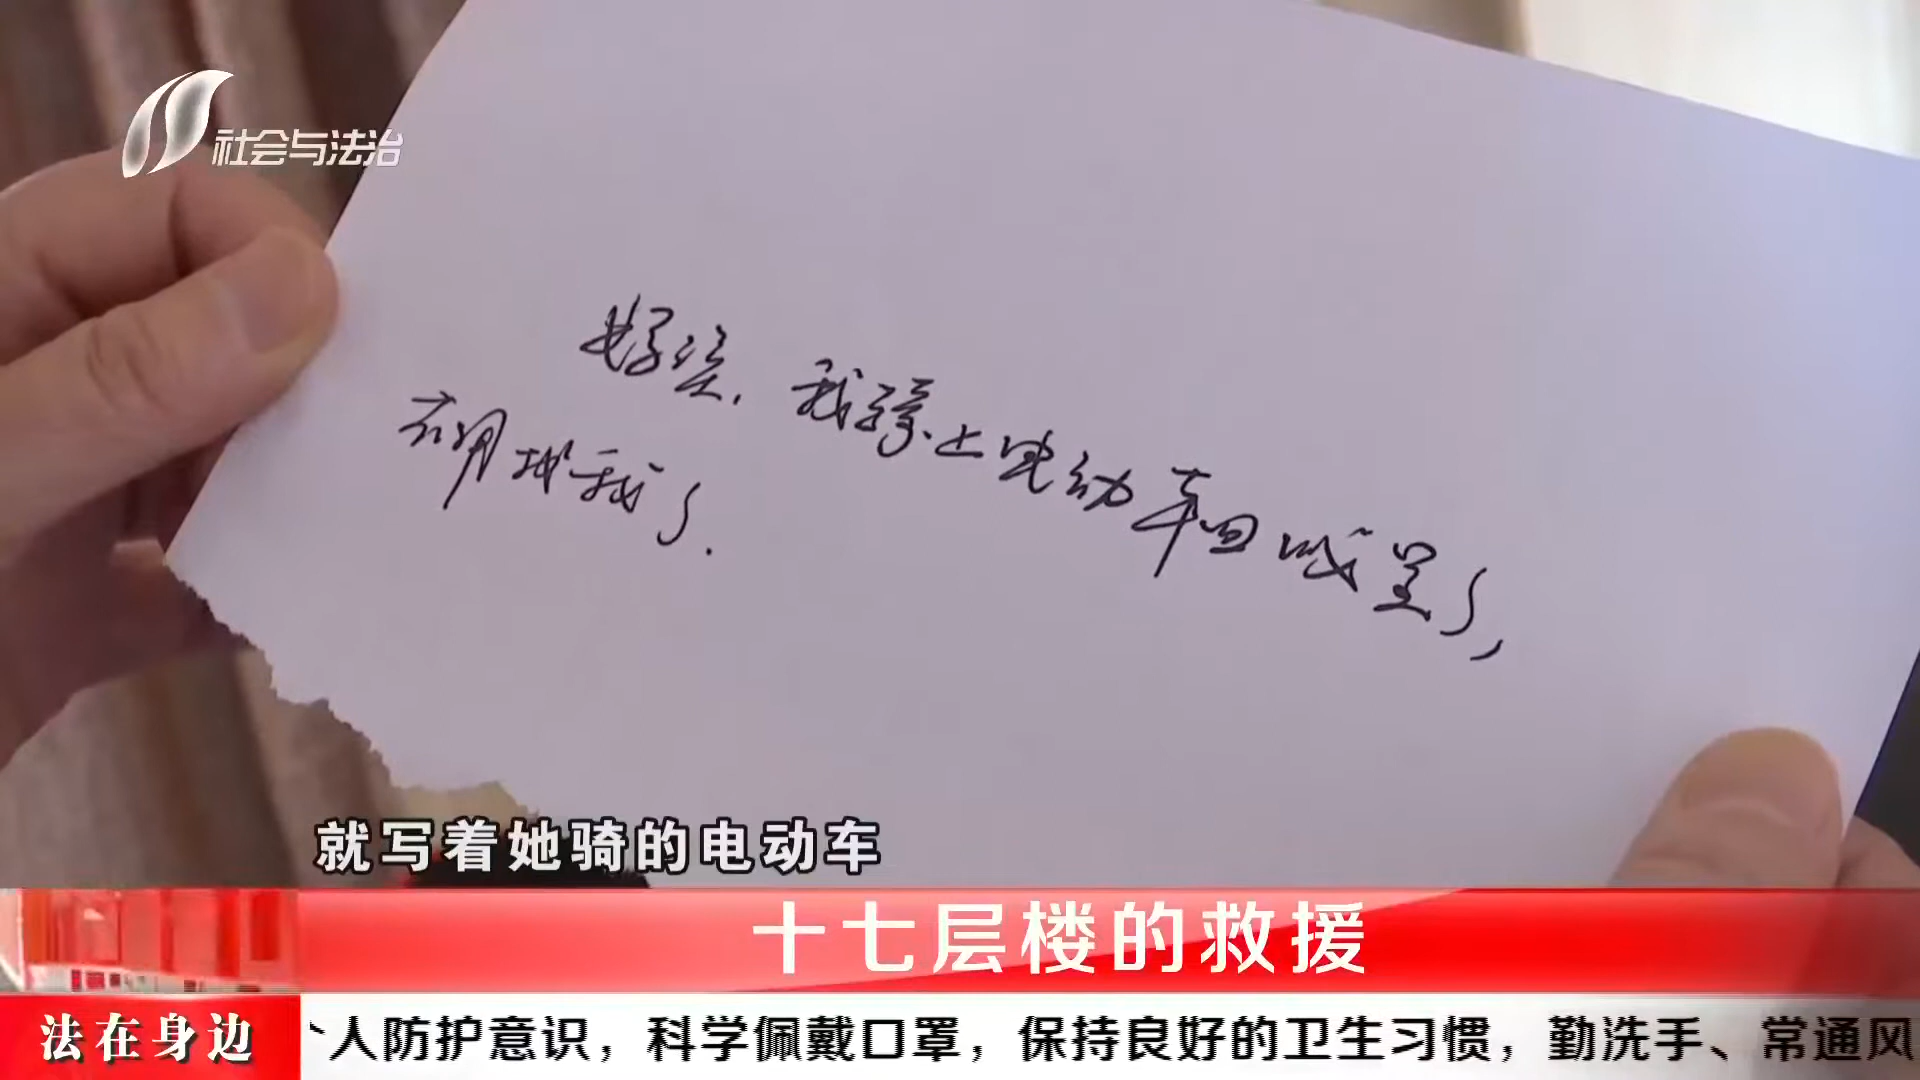 社会与法治
我骑上电动车回
我了.
就写着她骑的电动车
十七层楼的救援
法在身边
人防护意识，科学佩戴口罩，保持良好的卫生习惯，勤洗手、常通风